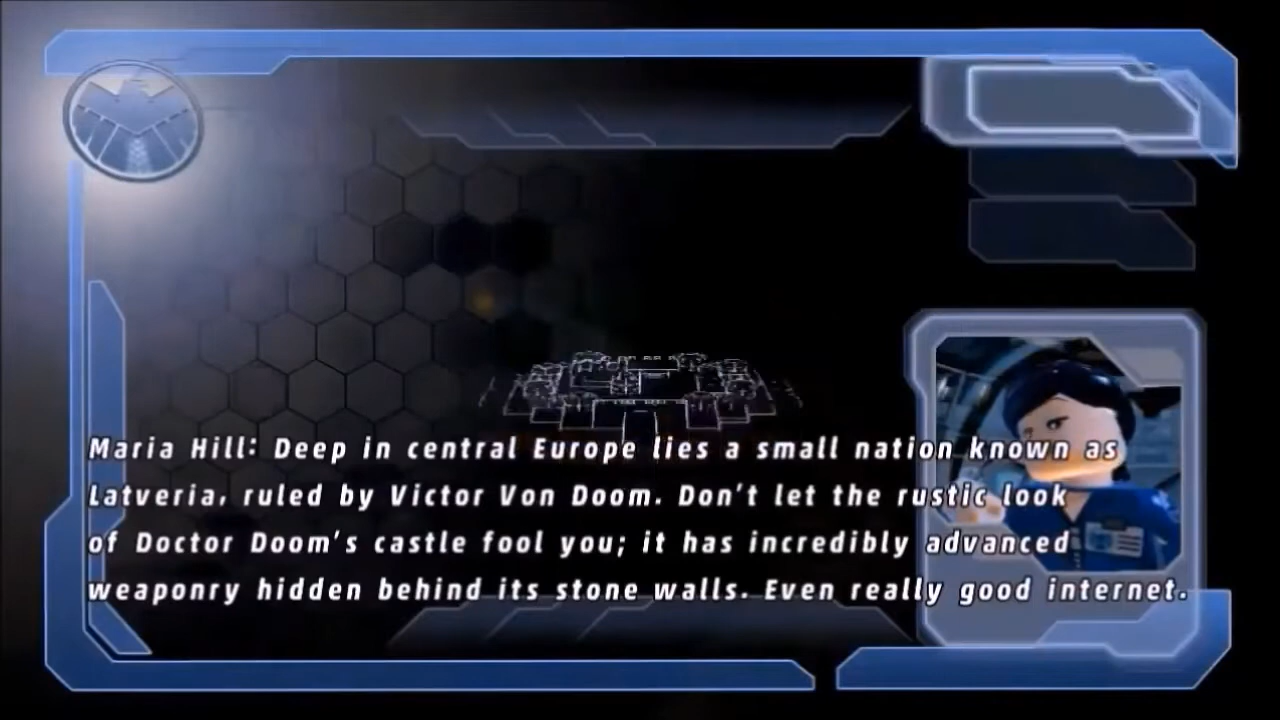 Maria Hill: Deep in central Europe lies a small nation known as
Latveria, ruled by Victor Von Doom. Don't let the rustic look
of Doctor Doom's castle fool you; it has incredibly advanced
weaponry hidden behind its stone walls. Even really good internet.